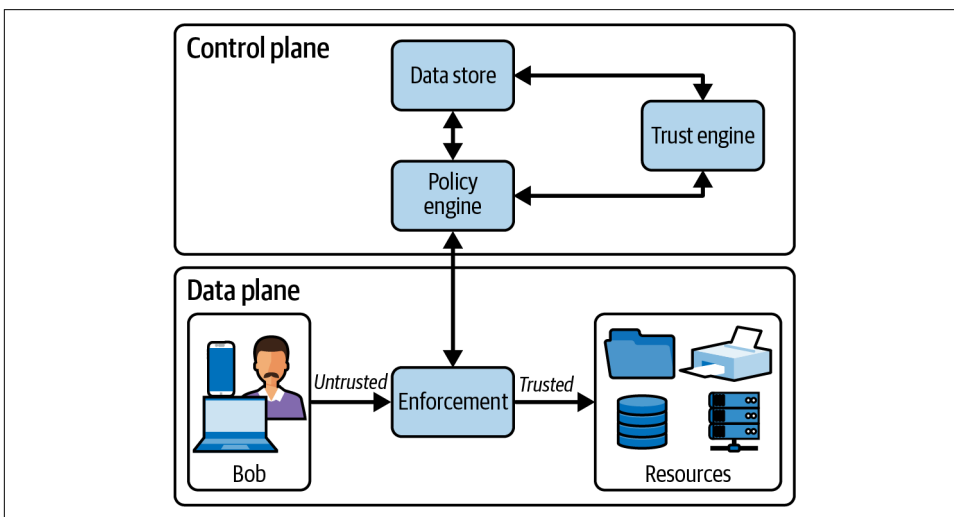 Control plane
Data store
Trust engine
Policy
engine
Data plane
Untrusted
Enforcement
Trusted
Bob
Resources